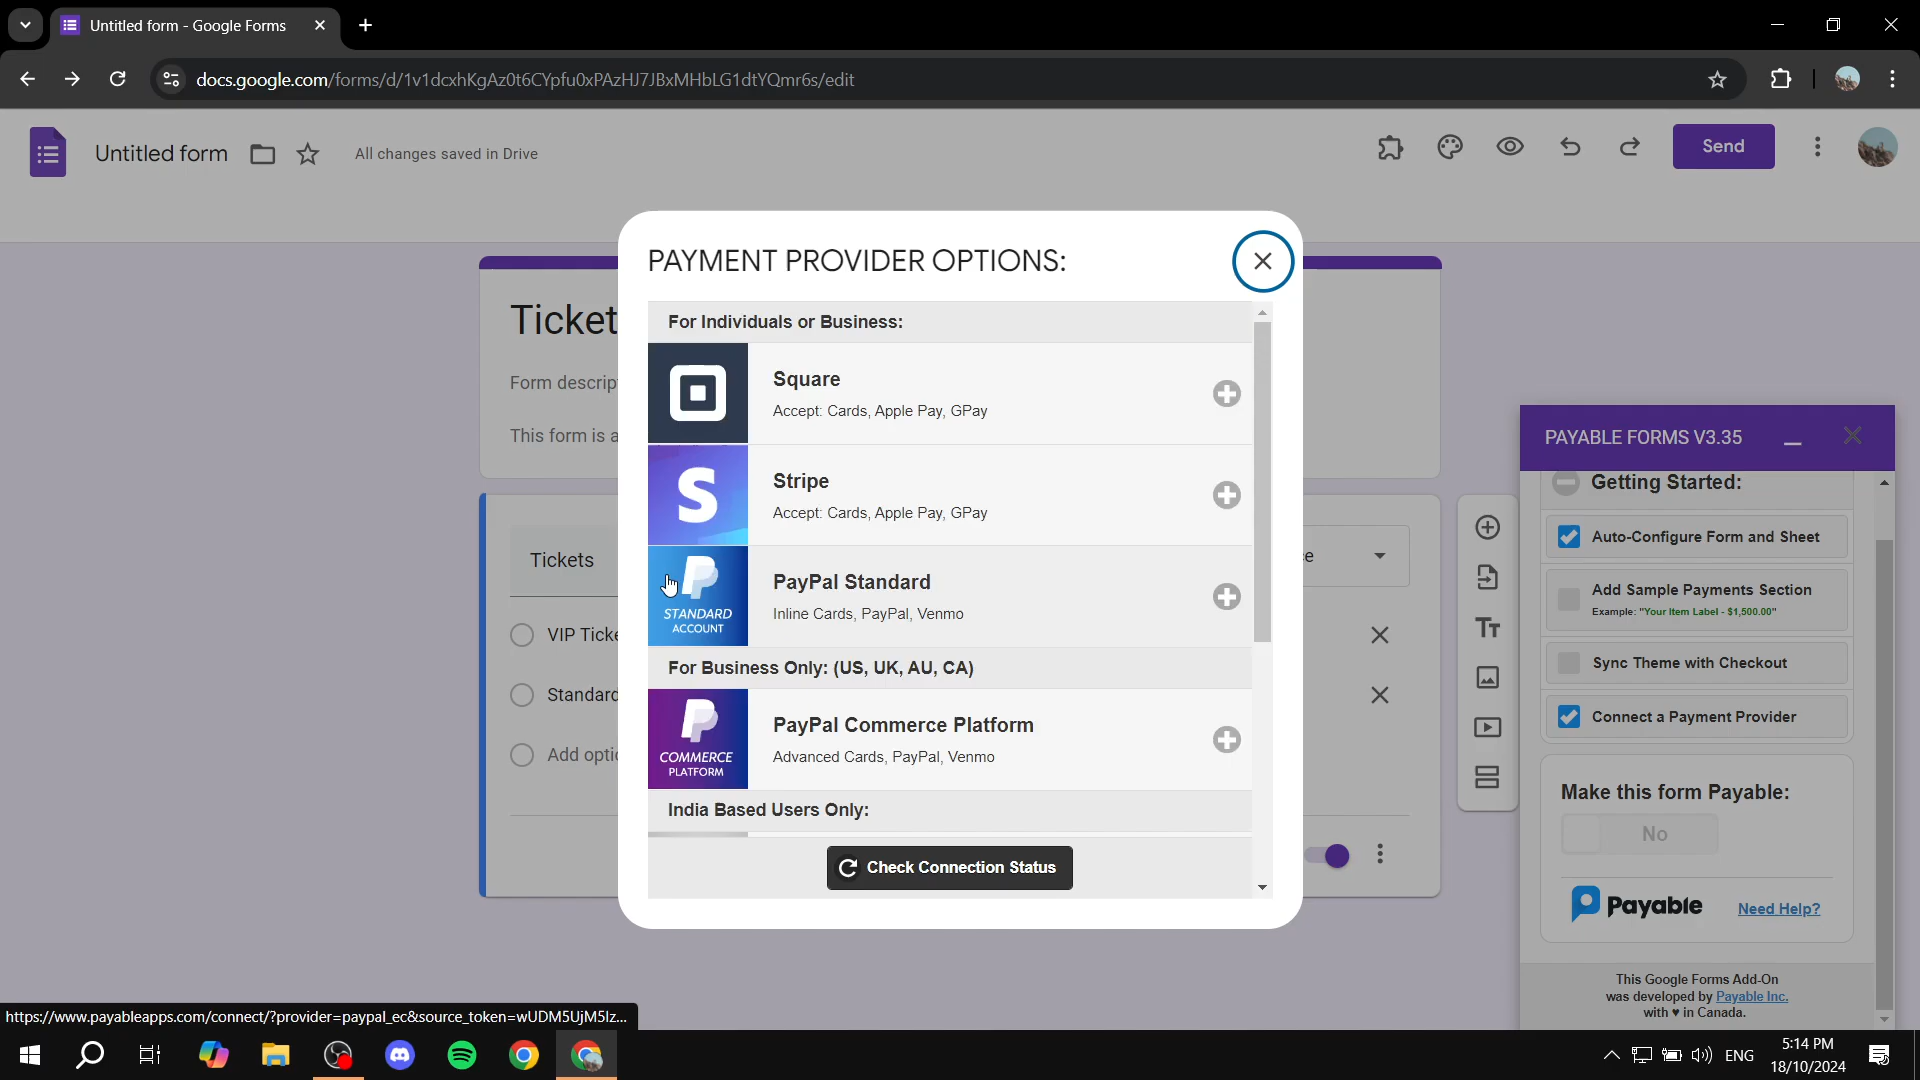 Untitled form - Google Forms
docs.google.com/forms/d/1v1dcxhKgAz0t6CYpfu0xPAzHJ7JBxMHbLG1dtYQmr6s/edit
Untitled form
All changes saved in Drive
Send
PAYMENT PROVIDER OPTIONS:
For Individuals or Business:
Square
Accept: Cards, Apple Pay, GPay
Stripe
Accept: Cards, Apple Pay, GPay
STANDARD
ACCOUNT
PayPal Standard
Inline Cards, PayPal, Venmo
For Business Only: (US, UK, AU, CA)
COMMERCE
PLATFORM
PayPal Commerce Platform
Advanced Cards, PayPal, Venmo
India Based Users Only:
Check Connection Status
Ticket
Form descrip
This form is a
Tickets
VIP Ticke
Standard
Add optio
ce
PAYABLE FORMS V3.35
Getting Started:
Auto-Configure Form and Sheet
Add Sample Payments Section
Example: "Your Item Label - $1,500.00"
Sync Theme with Checkout
Connect a Payment Provider
Make this form Payable:
No
Payable
Need Help?
This Google Forms Add-On
was developed by Payable Inc.
with ♥ in Canada.
https://www.payableapps.com/connect/?provider=paypal_ec&source_token=wUDM5UjM5lz...
ENG
5:14 PM
18/10/2024